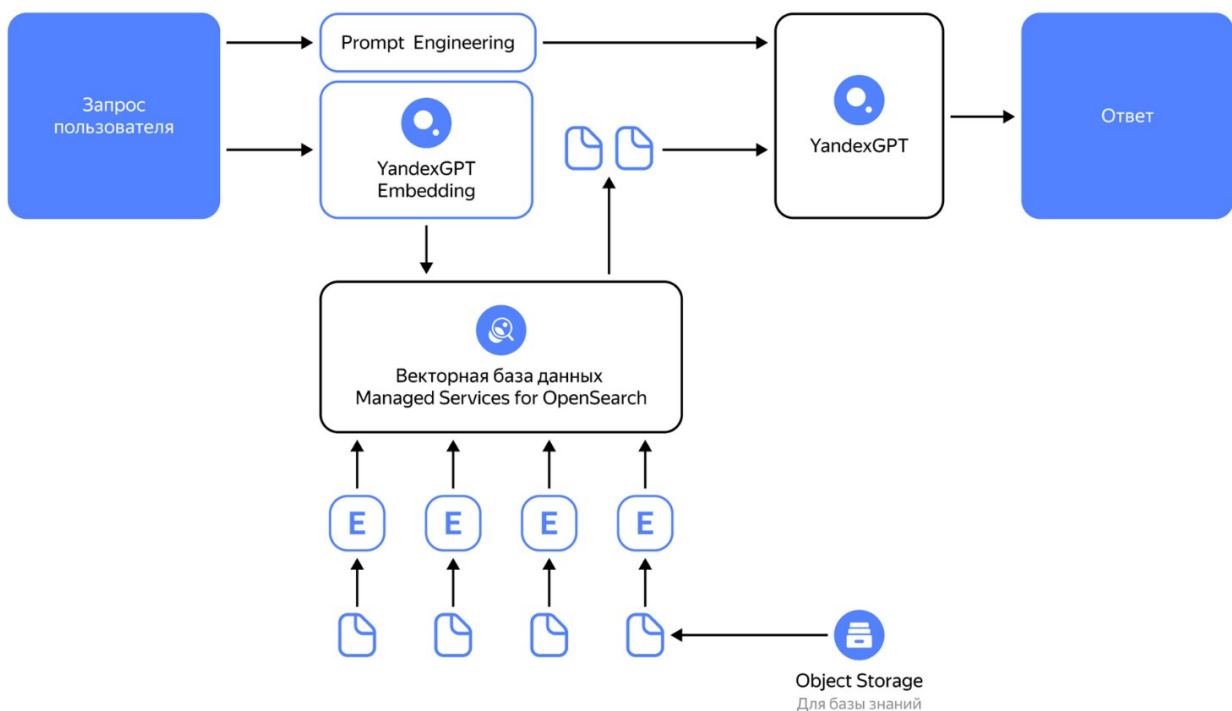 Запрос
пользователя
Prompt Engineering
YandexGPT
Embedding
YandexGPT
Ответ
Векторная база данных
Managed Services for OpenSearch
E
E
E
E
Object Storage
Для базы знаний